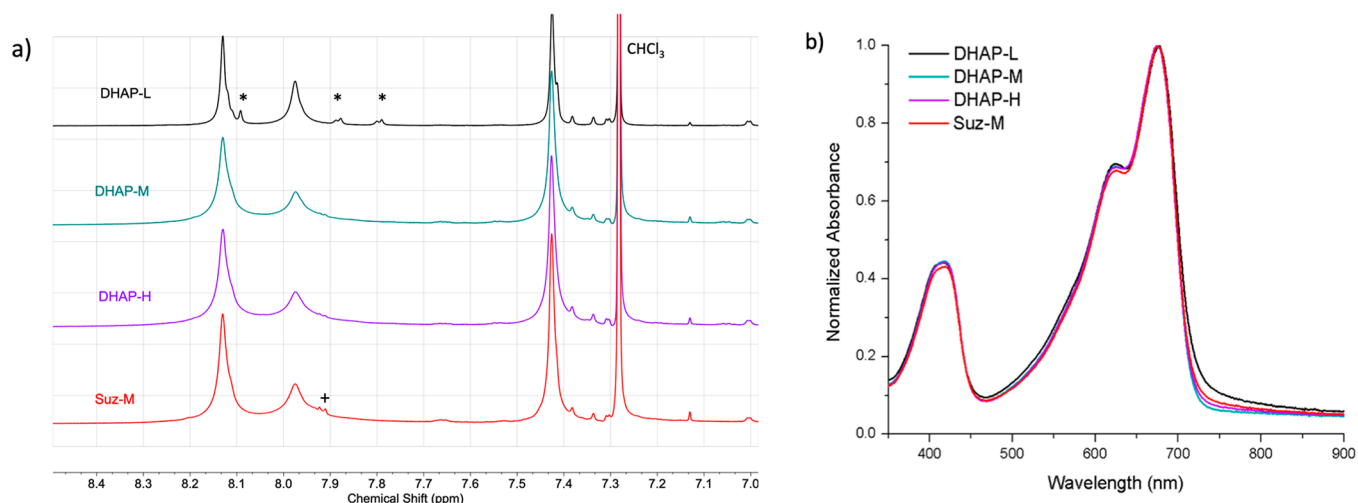 a)
CHCl3
DHAP-L
*
*
*
DHAP-M
DHAP-H
Suz-M
+
8.4 8.3 8.2 8.1 8.0 7.9 7.8 7.7 7.6 7.5 7.4 7.3 7.2 7.1 7.0
Chemical Shift (ppm)
b)
DHAP-L
DHAP-M
DHAP-H
Suz-M
Normalized Absorbance
1.0
0.8
0.6
0.4
0.2
0.0
400 500 600 700 800 900
Wavelength (nm)